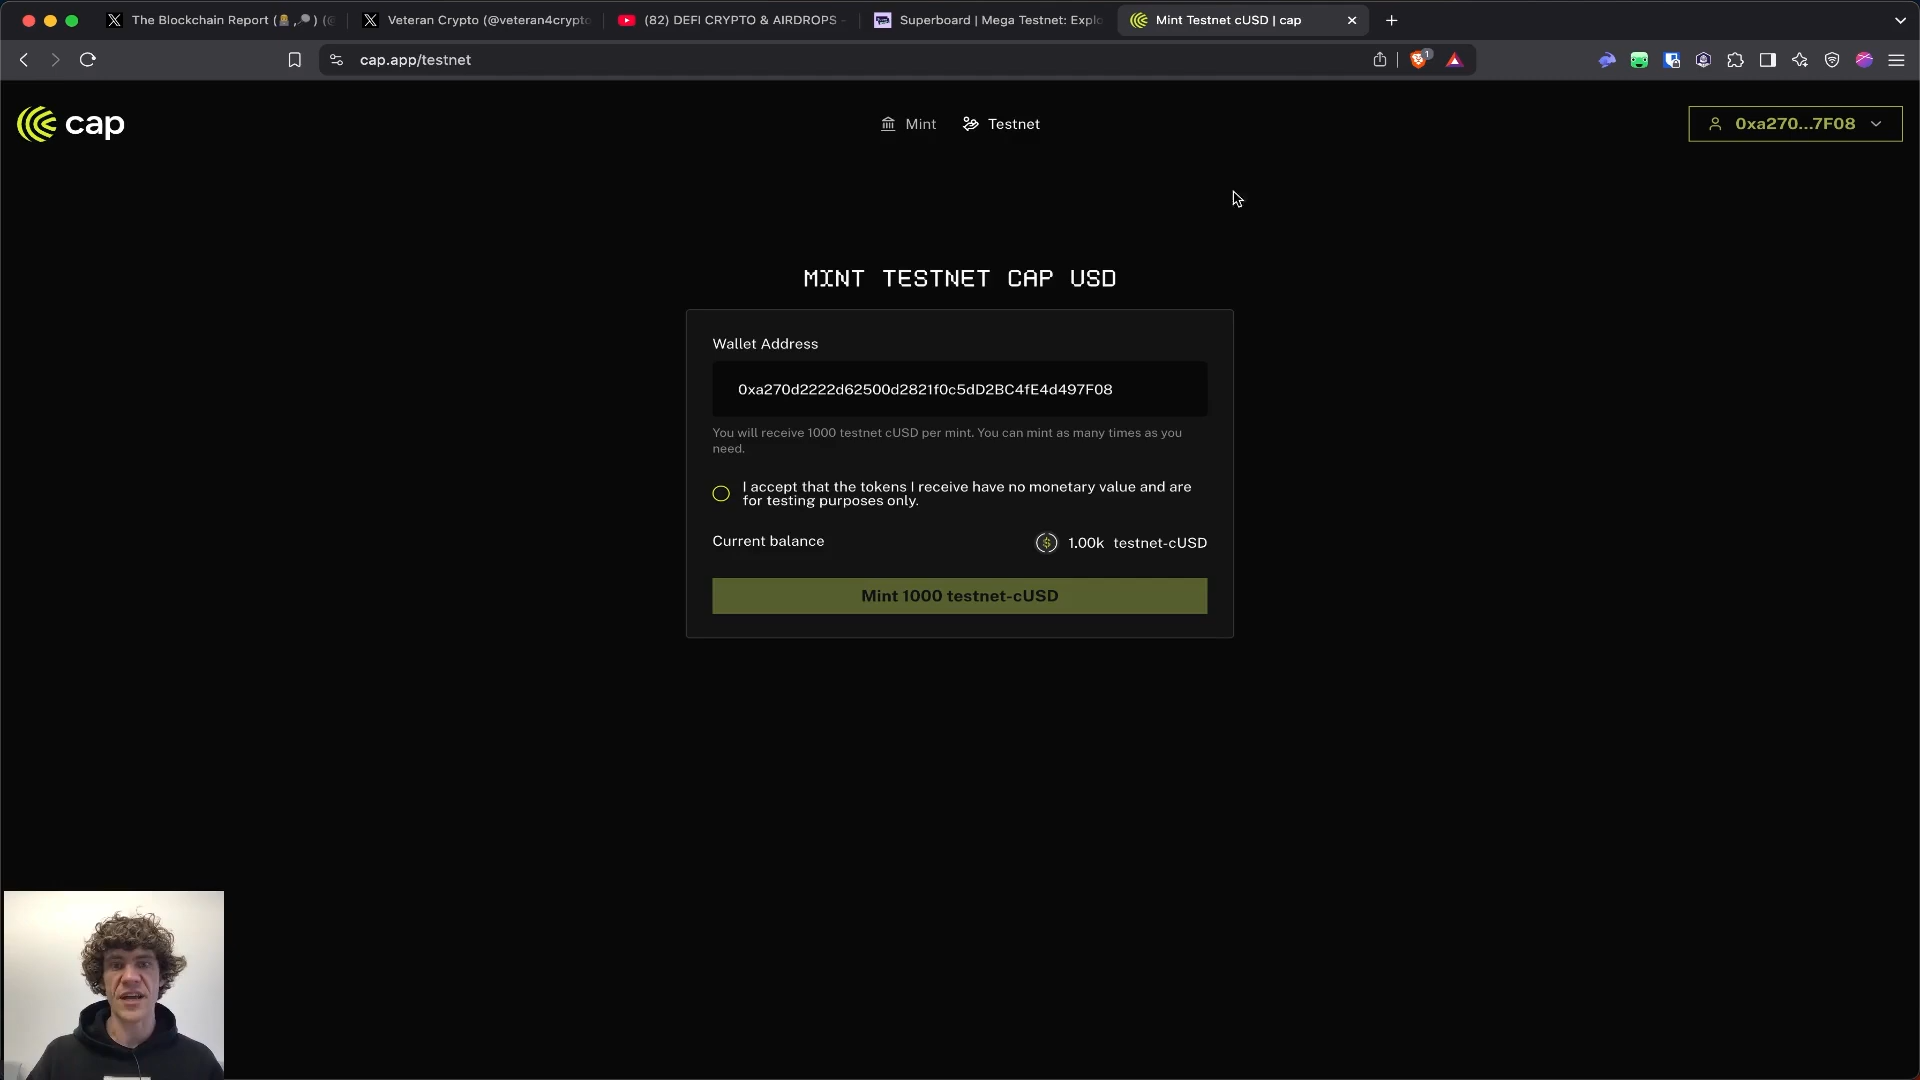 The Blockchain Report (
Veteran Crypto (@veteran4crypto
(82) DEFI CRYPTO & AIRDROPS -
Superboard | Mega Testnet: Explo
Mint Testnet cUSD | cap
cap.app/testnet
1
cap
Mint
Testnet
0xa270...7F08
MINT TESTNET CAP USD
Wallet Address
0xa270d2222d62500d2821f0c5dD2BC4fE4d497F08
You will receive 1000 testnet cUSD per mint. You can mint as many times as you
need.
I accept that the tokens I receive have no monetary value and are
for testing purposes only.
Current balance
$ 1.00k testnet-cUSD
Mint 1000 testnet-cUSD